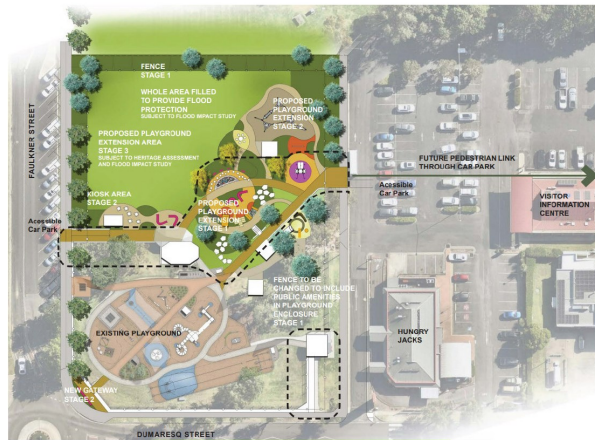 FENCE
STAGE 1
WHOLE AREA FILLED
TO PROVIDE FLOOD
PROTECTION
SUBJECT TO FLOOD IMPACT STUDY
PROPOSED
PLAYGROUND
EXTENSION
STAGE 2
PROPOSED PLAYGROUND
EXTENSION AREA
STAGE 3
SUBJECT TO HERITAGE ASSESSMENT
AND FLOOD IMPACT STUDY
FAULKNER STREET
FUTURE PEDESTRIAN LINK
THROUGH CAR PARK
Acessible
Car Park
VISITOR
INFORMATION
CENTRE
KIOSK AREA
STAGE 2
PROPOSED
PLAYGROUND
EXTENSION
STAGE 1
Acessible
Car Park
FENCE TO BE
CHANGED TO INCLUDE
PUBLIC AMENITIES
IN PLAYGROUND
ENCLOSURE
STAGE 1
EXISTING PLAYGROUND
HUNGRY
JACKS
NEW GATEWAY
STAGE 2
DUMARESQ STREET